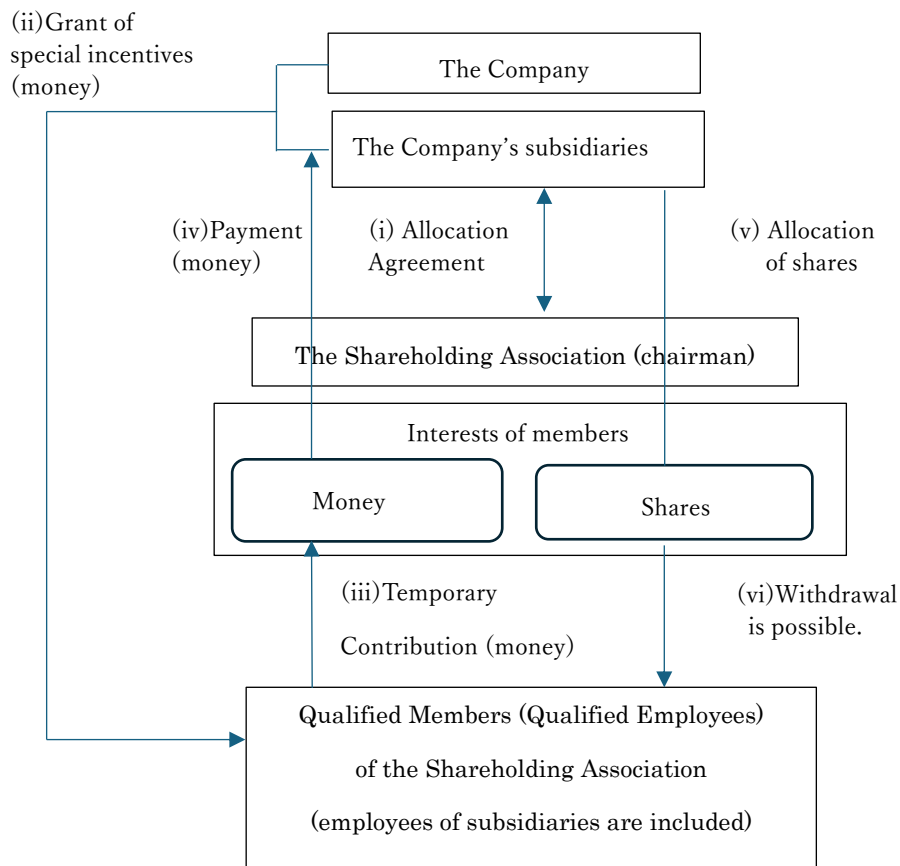 (ii)Grant of
special incentives
(money)
The Company
The Company's subsidiaries
(iv)Payment
(money)
(i) Allocation
Agreement
(v) Allocation
of shares
The Shareholding Association (chairman)
Interests of members
Money
Shares
(iii)Temporary
Contribution (money)
(vi)Withdrawal
is possible.
Qualified Members (Qualified Employees)
of the Shareholding Association
(employees of subsidiaries are included)